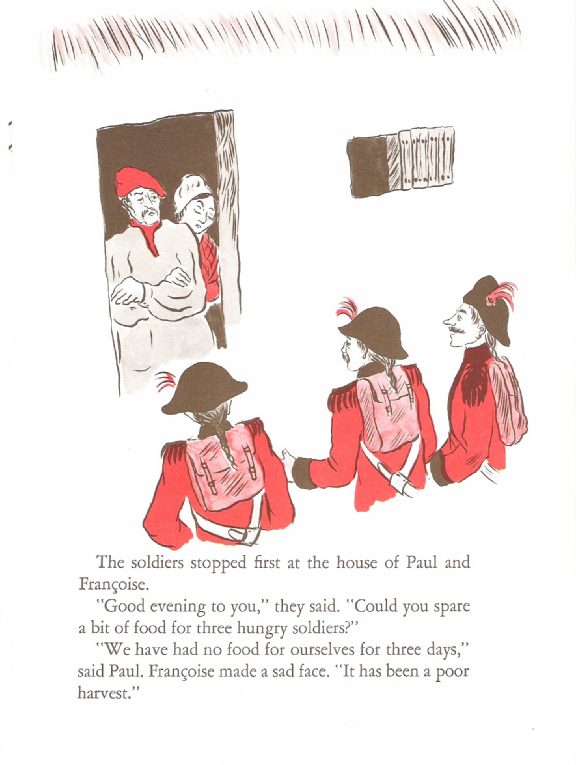 The soldiers stopped first at the house of Paul and
Françoise.
"Good evening to you," they said. "Could you spare
a bit of food for three hungry soldiers?"
"We have had no food for ourselves for three days,"
said Paul. Françoise made a sad face. "It has been a poor
harvest."